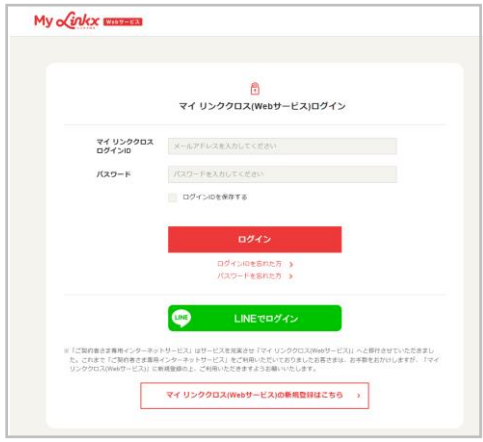 My Linkx Webサービス
マイ リンククロス(Webサービス)ログイン
マイ リンククロス
ログインID
メールアドレスを入力してください
パスワード
パスワードを入力してください
ログインIDを保存する
ログイン
ログインIDを忘れた方
パスワードを忘れた方
LINE LINEでログイン
※「ご契約者さま専用インターネットサービス」はサービスを充実させ「マイ リンククロス(Webサービス)」へと移行させていただきまし
た。これまで「ご契約者さま専用インターネットサービス」をご利用いただいておりましたお客さまは、お手数をおかけしますが、「マイ
リンククロス(Webサービス)」に新規登録の上、ご利用いただきますようお願いいたします。
マイ リンククロス(Webサービス)の新規登録はこちら